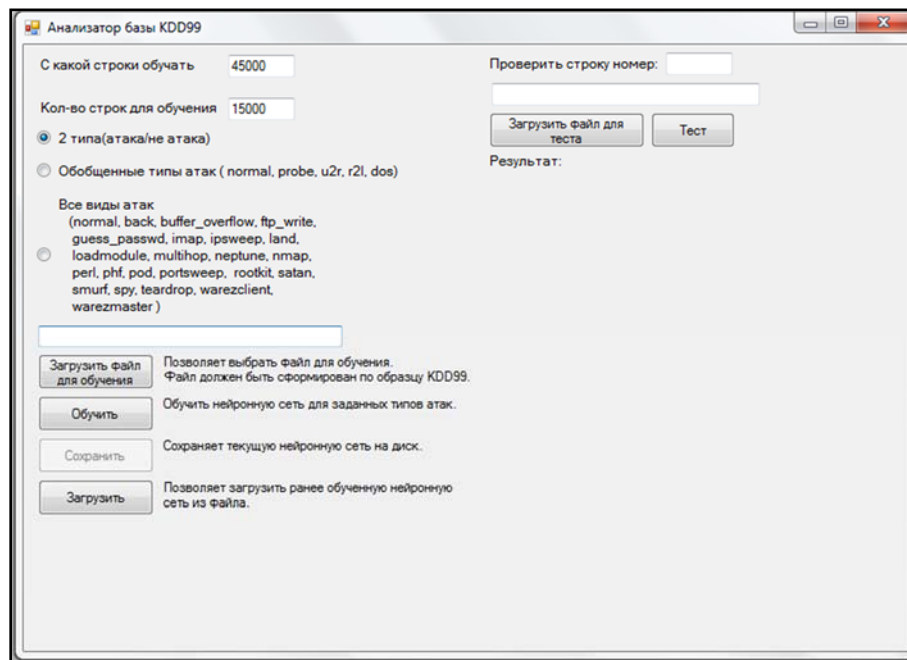 Анализатор базы KDD99
С какой строки обучать 45000
Кол-во строк для обучения 15000
2 типа(атака/не атака)
Обобщенные типы атак ( normal, probe, u2r, r2l, dos)
Все виды атак
(normal, back, buffer_overflow, ftp_write,
guess_passwd, imap, ipsweep, land,
loadmodule, multihop, neptune, nmap,
perl, phf, pod, portsweep, rootkit, satan,
smurf, spy, teardrop, warezclient,
warezmaster )
Загрузить файл
для обучения
Позволяет выбрать файл для обучения.
Файл должен быть сформирован по образцу KDD99.
Обучить
Обучить нейронную сеть для заданных типов атак.
Сохранить
Сохраняет текущую нейронную сеть на диск.
Загрузить
Позволяет загрузить ранее обученную нейронную
сеть из файла.
Проверить строку номер:
Загрузить файл для
теста
Тест
Результат: